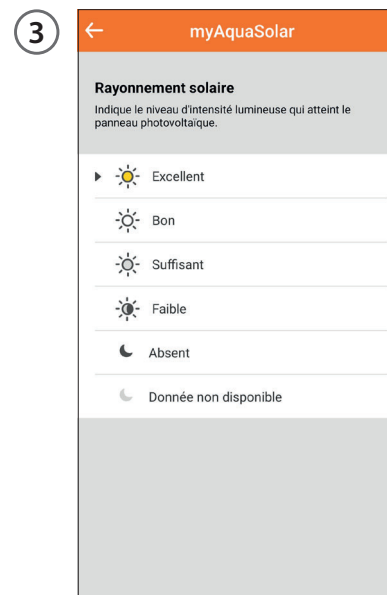 3
myAquaSolar
Rayonnement solaire
Indique le niveau d'intensité lumineuse qui atteint le
panneau photovoltaïque.
Excellent
Bon
Suffisant
Faible
Absent
Donnée non disponible